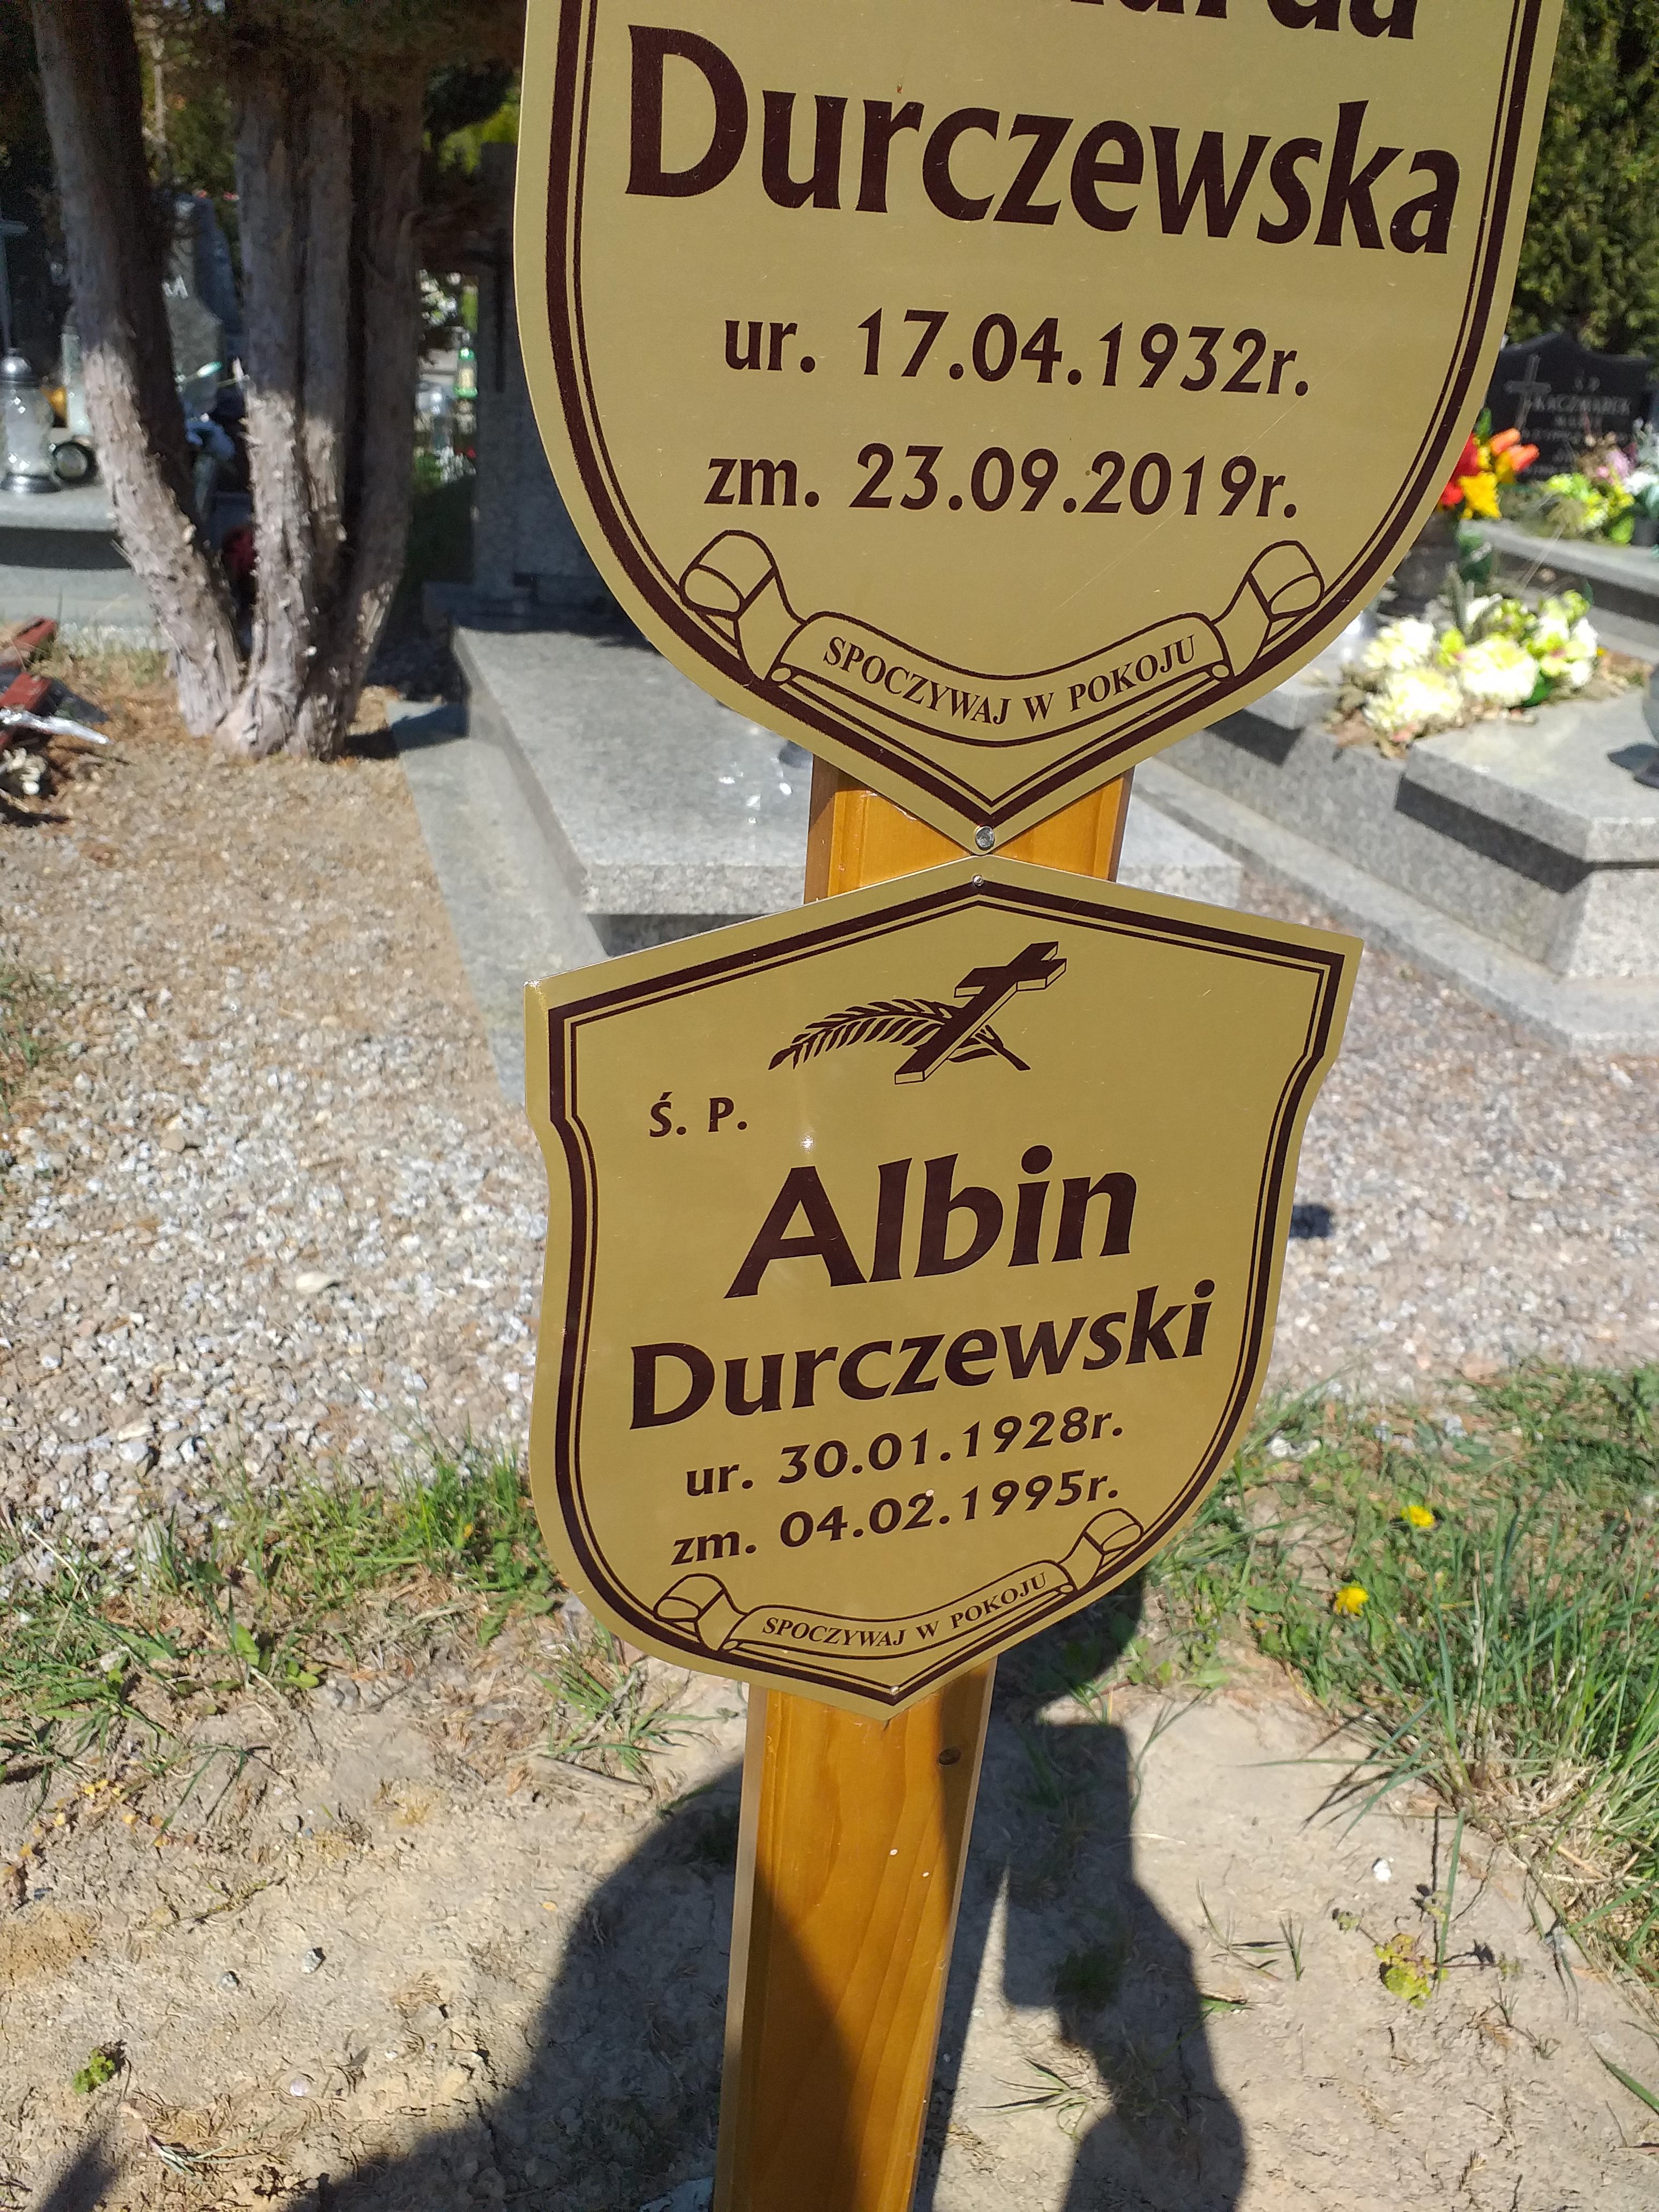 Durczewska
ur. 17.04.1932r.
zm. 23.09.2019r.
SPOCZYWAJ W POKOJU
Ś. P.
Albin
Durczewski
ur. 30.01.1928r.
zm. 04.02.1995r.
SPOCZYWAJ W POKOJU
KACZMAREK